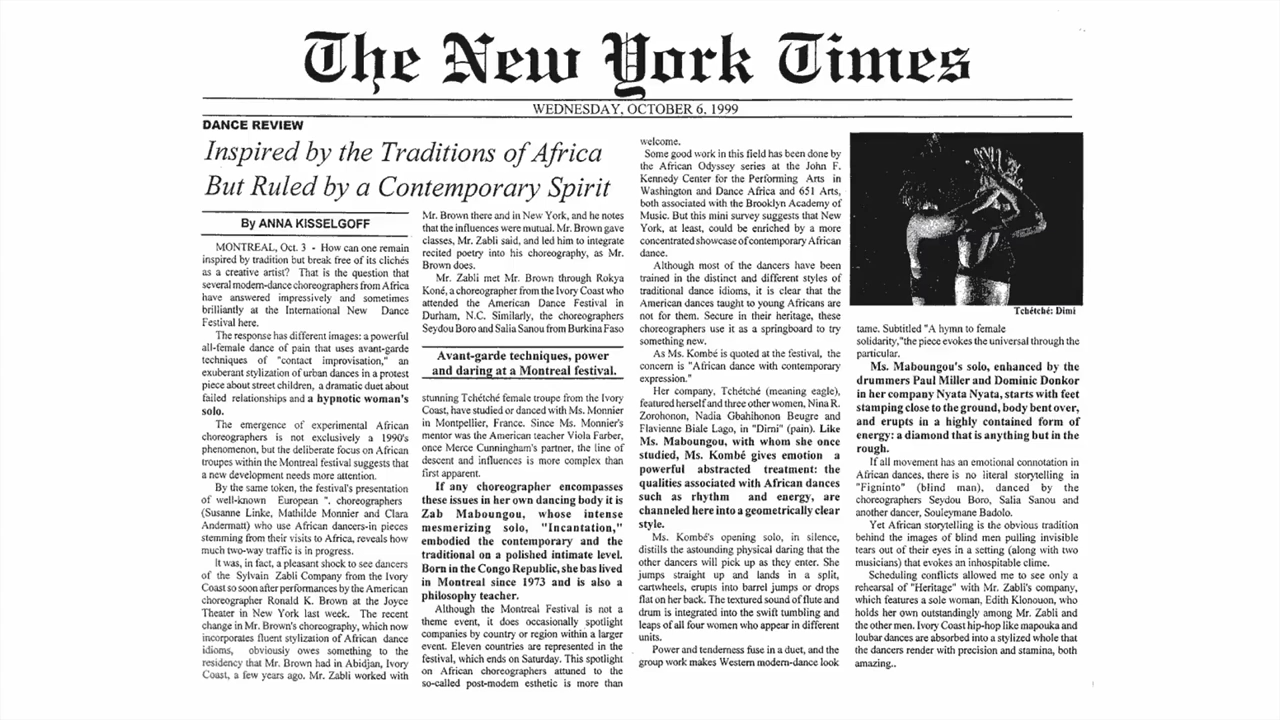 The New York Times
WEDNESDAY, OCTOBER 6, 1999
DANCE REVIEW
Inspired by the Traditions of Africa
But Ruled by a Contemporary Spirit
By ANNA KISSELGOFF
MONTREAL, Oct. 3 - How can one remain
inspired by tradition but break free of its clichés
as a creative artist? That is the question that
several modern-dance choreographers from Africa
have answered impressively and sometimes
brilliantly at the International New Dance
Festival here.
The response has different images: a powerful
all-female dance of pain that uses avant-garde
techniques of "contact improvisation," an
exuberant stylization of urban dances in a protest
piece about street children, a dramatic duet about
failed relationships and a hypnotic woman's
solo.
The emergence of experimental African
choreographers is not exclusively a 1990's
phenomenon, but the deliberate focus on African
troupes within the Montreal festival suggests that
a new development needs more attention.
By the same token, the festival's presentation
of well-known European ". choreographers
(Susanne Linke, Mathilde Monnier and Clara
Andermatt) who use African dancers-in pieces
stemming from their visits to Africa, reveals how
much two-way traffic is in progress.
It was, in fact, a pleasant shock to see dancers
of the Sylvain Zabli Company from the Ivory
Coast so soon after performances by the American
choreographer Ronald K. Brown at the Joyce
Theater in New York last week. The recent
change in Mr. Brown's choreography, which now
incorporates fluent stylization of African dance
idioms, obviously owes something to the
residency that Mr. Brown had in Abidjan, Ivory
Coast, a few years ago. Mr. Zabli worked with
Mr. Brown there and in New York, and he notes
that the influences were mutual. Mr. Brown gave
classes, Mr. Zabli said, and led him to integrate
recited poetry into his choreography, as Mr.
Brown does.
Mr. Zabli met Mr. Brown through Rokya
Koné, a choreographer from the Ivory Coast who
attended the American Dance Festival in
Durham, N.C. Similarly, the choreographers
Seydou Boro and Salia Sanou from Burkina Faso
Avant-garde techniques, power
and daring at a Montreal festival.
stunning Tchétché female troupe from the Ivory
Coast, have studied or danced with Ms. Monnier
in Montpellier, France. Since Ms. Monnier's
mentor was the American teacher Viola Farber,
once Merce Cunningham's partner, the line of
descent and influences is more complex than
first apparent.
If any choreographer encompasses
these issues in her own dancing body it is
Zab Maboungou, whose intense
mesmerizing solo, "Incantation,"
embodied the contemporary and the
traditional on a polished intimate level.
Born in the Congo Republic, she bas lived
in Montreal since 1973 and is also a
philosophy teacher.
Although the Montreal Festival is not a
theme event, it does occasionally spotlight
companies by country or region within a larger
event. Eleven countries are represented in the
festival, which ends on Saturday. This spotlight
on African choreographers attuned to the
so-called post-modem esthetic is more than
welcome.
Some good work in this field has been done by
the African Odyssey series at the John F.
Kennedy Center for the Performing Arts in
Washington and Dance Africa and 651 Arts,
both associated with the Brooklyn Academy of
Music. But this mini survey suggests that New
York, at least, could be enriched by a more
concentrated showcase of contemporary African
dance.
Although most of the dancers have been
trained in the distinct and different styles of
traditional dance idioms, it is clear that the
American dances taught to young Africans are
not for them. Secure in their heritage, these
choreographers use it as a springboard to try
something new.
As Ms. Kombé is quoted at the festival, the
concern is "African dance with contemporary
expression."
Her company, Tchétché (meaning eagle),
featured herself and three other women, Nina R.
Zorohonon, Nadia Gbahihonon Beugre and
Flavienne Biale Lago, in "Dirni" (pain). Like
Ms. Maboungou, with whom she once
studied, Ms. Kombé gives emotion a
powerful abstracted treatment: the
qualities associated with African dances
such as rhythm and energy, are
channeled here into a geometrically clear
style.
Ms. Kombé's opening solo, in silence,
distills the astounding physical daring that the
other dancers will pick up as they enter. She
jumps straight up and lands in a split,
cartwheels, erupts into barrel jumps or drops
flat on her back. The textured sound of flute and
drum is integrated into the swift tumbling and
leaps of all four women who appear in different
units.
Power and tenderness fuse in a duet, and the
group work makes Western modern-dance look
Tchétché: Dimi
tame. Subtitled "A hymn to female
solidarity,"the piece evokes the universal through the
particular.
Ms. Maboungou's solo, enhanced by the
drummers Paul Miller and Dominic Donkor
in her company Nyata Nyata, starts with feet
stamping close to the ground, body bent over,
and erupts in a highly contained form of
energy: a diamond that is anything but in the
rough.
If all movement has an emotional connotation in
African dances, there is no literal storytelling in
"Figninto" (blind man), danced by the
choreographers Seydou Boro, Salia Sanou and
another dancer, Souleymane Badolo.
Yet African storytelling is the obvious tradition
behind the images of blind men pulling invisible
tears out of their eyes in a setting (along with two
musicians) that evokes an inhospitable clime.
Scheduling conflicts allowed me to see only a
rehearsal of "Heritage" with Mr. Zabli's company,
which features a sole woman, Edith Klonouon, who
holds her own outstandingly among Mr. Zabli and
the other men. Ivory Coast hip-hop like mapouka and
loubar dances are absorbed into a stylized whole that
the dancers render with precision and stamina, both
amazing..